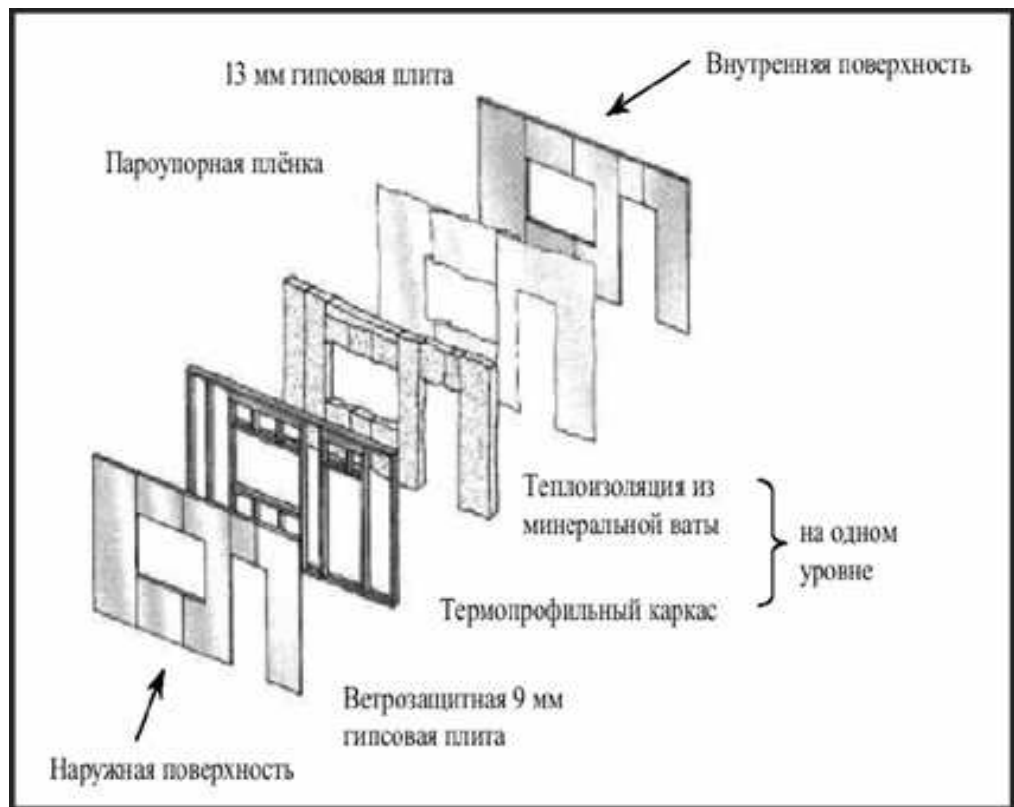 13 мм гипсовая плита
Внутренняя поверхность
Пароупорная плёнка
Теплоизоляция из
минеральной ваты
на одном
уровне
Термопрофильный каркас
Ветрозащитная 9 мм
гипсовая плита
Наружная поверхность